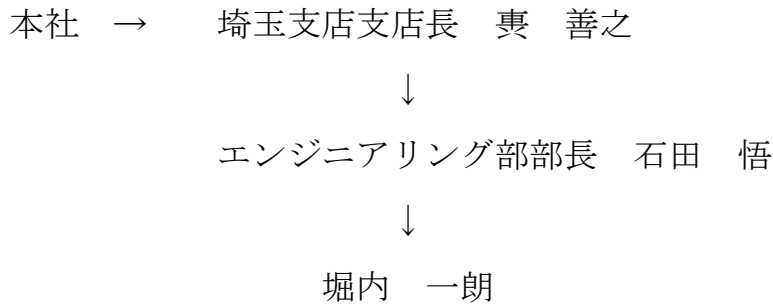 本社 → 埼玉支店支店長 善之
↓
エンジニアリング部部長 石田 悟
↓
堀内 一朗